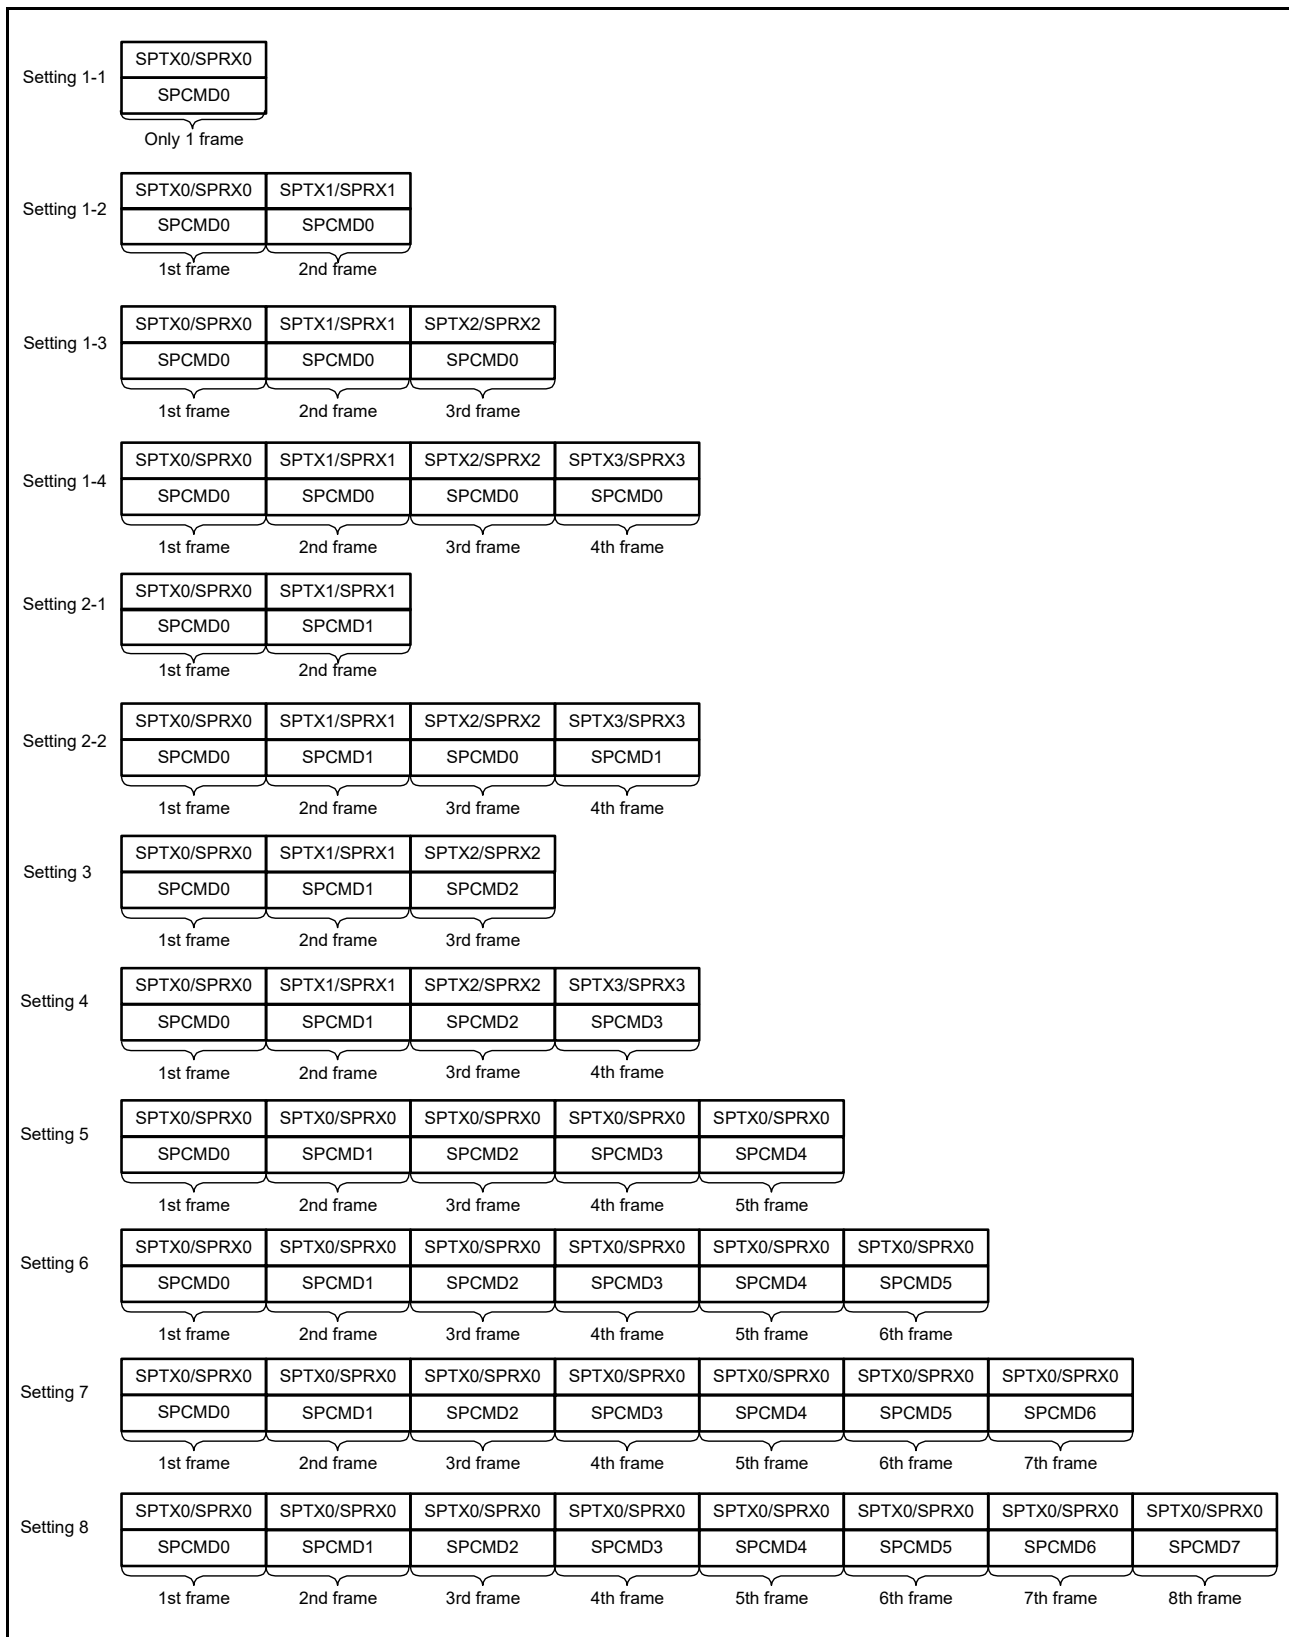 Setting 1-1
SPTX0/SPRX0
SPCMD0
Only 1 frame
Setting 1-2
SPTX0/SPRX0 SPTX1/SPRX1
SPCMD0 SPCMD0
1st frame 2nd frame
Setting 1-3
SPTX0/SPRX0 SPTX1/SPRX1 SPTX2/SPRX2
SPCMD0 SPCMD0 SPCMD0
1st frame 2nd frame 3rd frame
Setting 1-4
SPTX0/SPRX0 SPTX1/SPRX1 SPTX2/SPRX2 SPTX3/SPRX3
SPCMD0 SPCMD0 SPCMD0 SPCMD0
1st frame 2nd frame 3rd frame 4th frame
Setting 2-1
SPTX0/SPRX0 SPTX1/SPRX1
SPCMD0 SPCMD1
1st frame 2nd frame
Setting 2-2
SPTX0/SPRX0 SPTX1/SPRX1 SPTX2/SPRX2 SPTX3/SPRX3
SPCMD0 SPCMD1 SPCMD0 SPCMD1
1st frame 2nd frame 3rd frame 4th frame
Setting 3
SPTX0/SPRX0 SPTX1/SPRX1 SPTX2/SPRX2
SPCMD0 SPCMD1 SPCMD2
1st frame 2nd frame 3rd frame
Setting 4
SPTX0/SPRX0 SPTX1/SPRX1 SPTX2/SPRX2 SPTX3/SPRX3
SPCMD0 SPCMD1 SPCMD2 SPCMD3
1st frame 2nd frame 3rd frame 4th frame
Setting 5
SPTX0/SPRX0 SPTX0/SPRX0 SPTX0/SPRX0 SPTX0/SPRX0 SPTX0/SPRX0
SPCMD0 SPCMD1 SPCMD2 SPCMD3 SPCMD4
1st frame 2nd frame 3rd frame 4th frame 5th frame
Setting 6
SPTX0/SPRX0 SPTX0/SPRX0 SPTX0/SPRX0 SPTX0/SPRX0 SPTX0/SPRX0 SPTX0/SPRX0
SPCMD0 SPCMD1 SPCMD2 SPCMD3 SPCMD4 SPCMD5
1st frame 2nd frame 3rd frame 4th frame 5th frame 6th frame
Setting 7
SPTX0/SPRX0 SPTX0/SPRX0 SPTX0/SPRX0 SPTX0/SPRX0 SPTX0/SPRX0 SPTX0/SPRX0 SPTX0/SPRX0
SPCMD0 SPCMD1 SPCMD2 SPCMD3 SPCMD4 SPCMD5 SPCMD6
1st frame 2nd frame 3rd frame 4th frame 5th frame 6th frame 7th frame
Setting 8
SPTX0/SPRX0 SPTX0/SPRX0 SPTX0/SPRX0 SPTX0/SPRX0 SPTX0/SPRX0 SPTX0/SPRX0 SPTX0/SPRX0 SPTX0/SPRX0
SPCMD0 SPCMD1 SPCMD2 SPCMD3 SPCMD4 SPCMD5 SPCMD6 SPCMD7
1st frame 2nd frame 3rd frame 4th frame 5th frame 6th frame 7th frame 8th frame